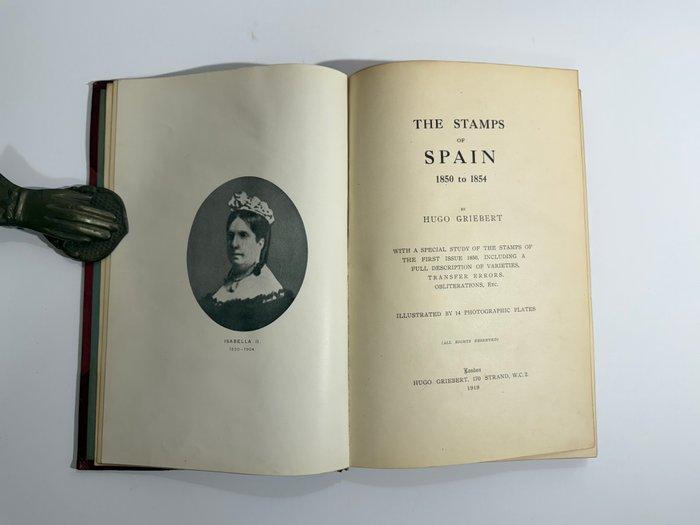 ISABELLA II
1830-1904
THE STAMPS
OF
SPAIN
1850 to 1854
BY
HUGO GRIEBERT
WITH A SPECIAL STUDY OF THE STAMPS OF
THE FIRST ISSUE 1850, INCLUDING A
FULL DESCRIPTION OF VARIETIES,
TRANSFER ERRORS,
OBLITERATIONS, Etc.
ILLUSTRATED BY 14 PHOTOGRAPHIC PLATES
(ALL RIGHTS RESERVED)
London
HUGO GRIEBERT, 170 STRAND, W.C. 2.
1919